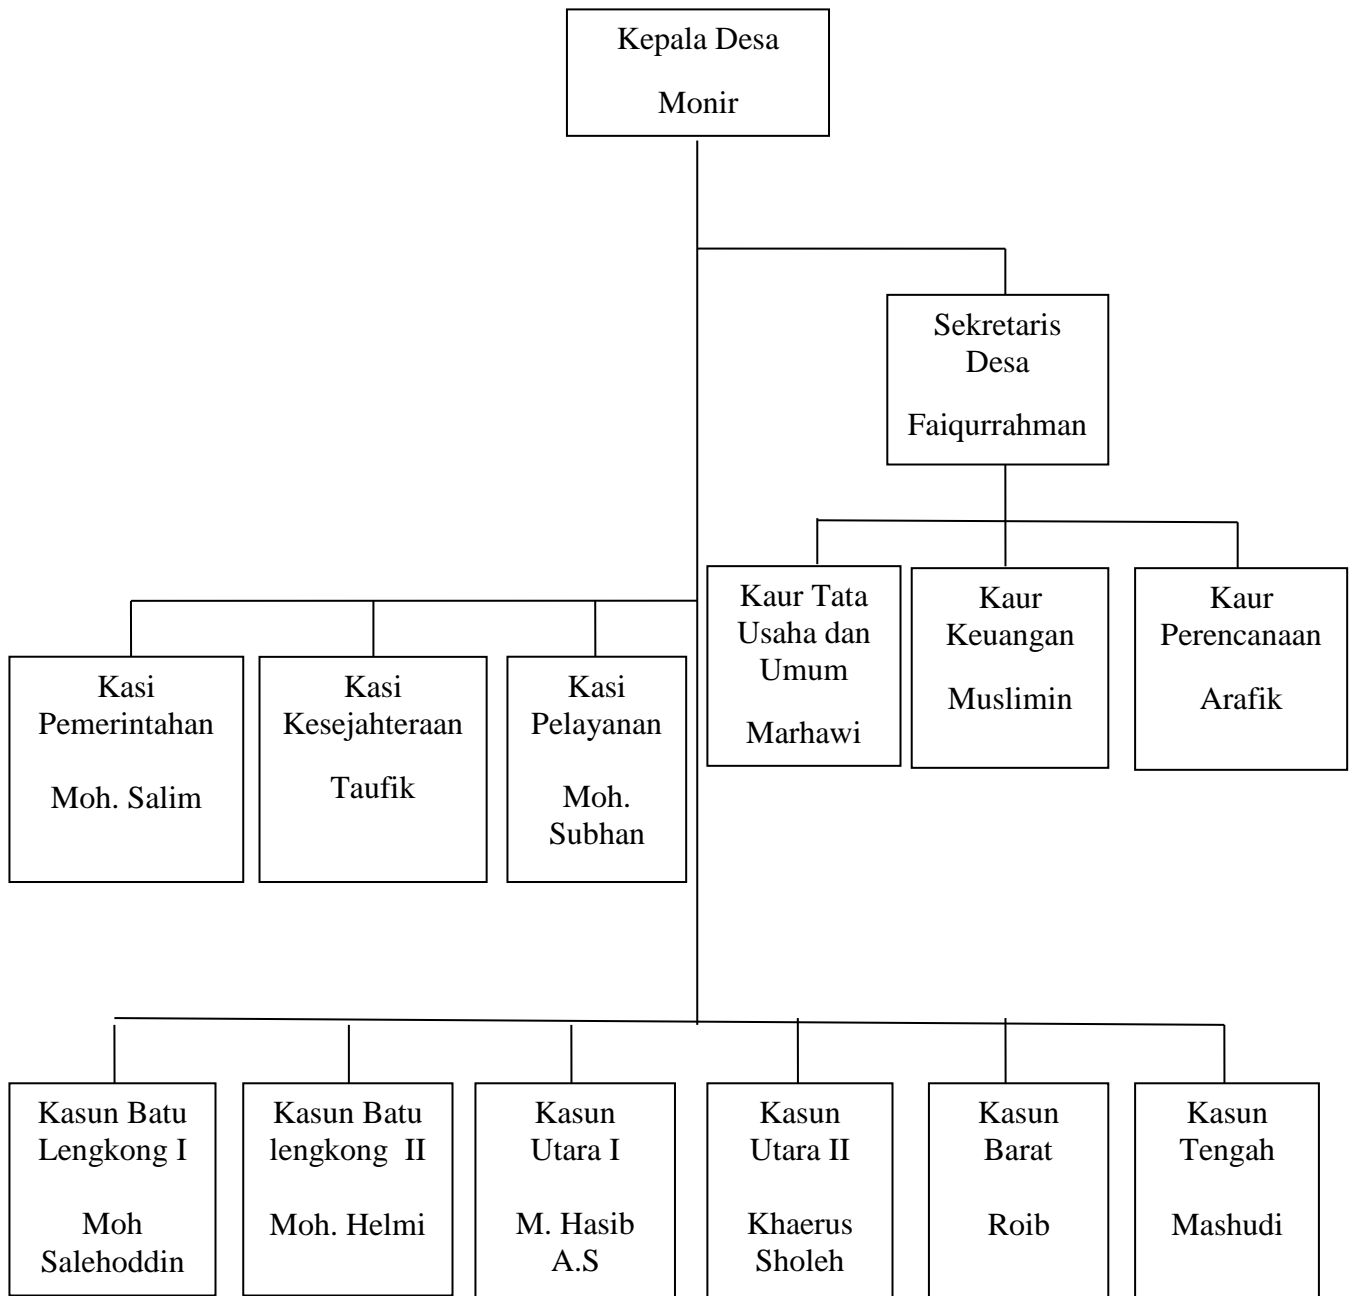 Kepala Desa
Monir
Sekretaris
Desa
Faiqurrahman
Kaur Tata
Usaha dan
Umum
Marhawi
Kaur
Keuangan
Muslimin
Kaur
Perencanaan
Arafik
Kasi
Pemerintahan
Moh. Salim
Kasi
Kesejahteraan
Taufik
Kasi
Pelayanan
Moh.
Subhan
Kasun Batu
Lengkong I
Moh
Salehoddin
Kasun Batu
lengkong  II
Moh. Helmi
Kasun
Utara I
M. Hasib
A.S
Kasun
Utara II
Khaerus
Sholeh
Kasun
Barat
Roib
Kasun
Tengah
Mashudi